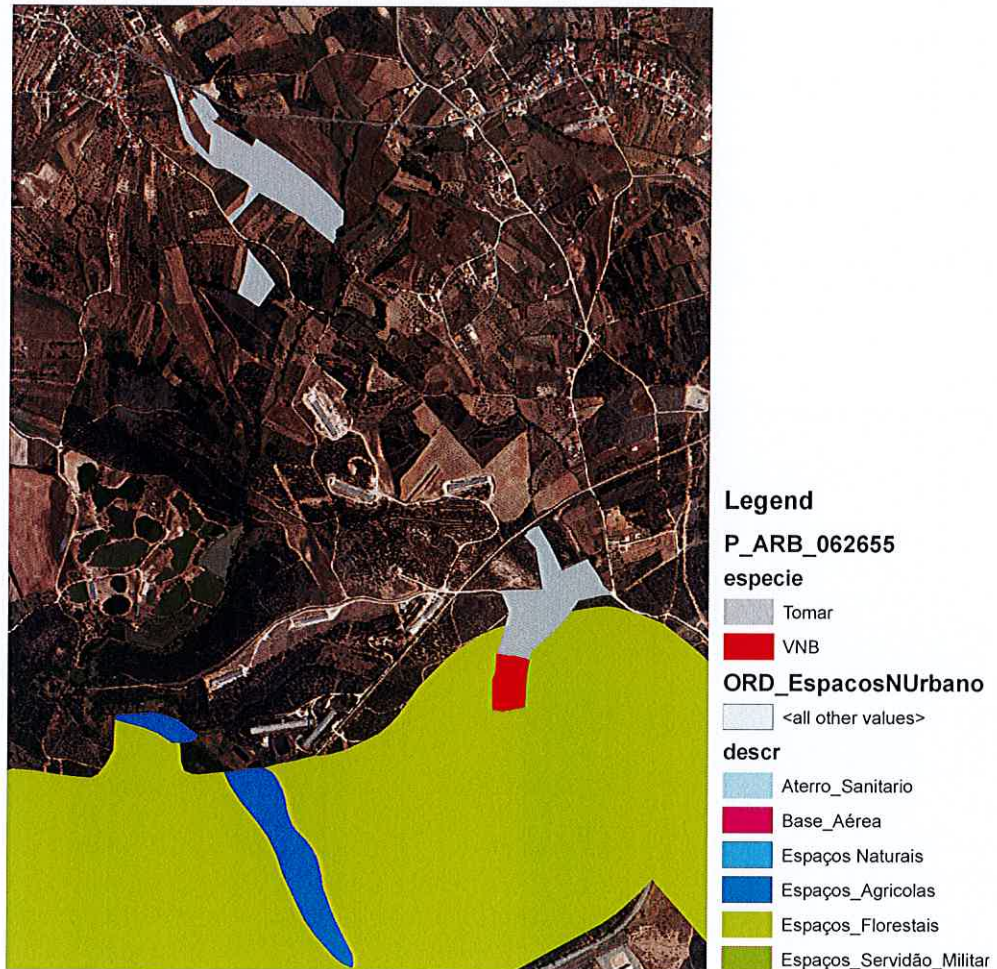 Legend
P_ARB_062655
especie
Tomar
VNB
ORD_EspacosNUrbano
<all other values>
descr
Aterro_Sanitario
Base_Aérea
Espaços Naturais
Espaços_Agricolas
Espaços_Florestais
Espaços_Servidão_Militar